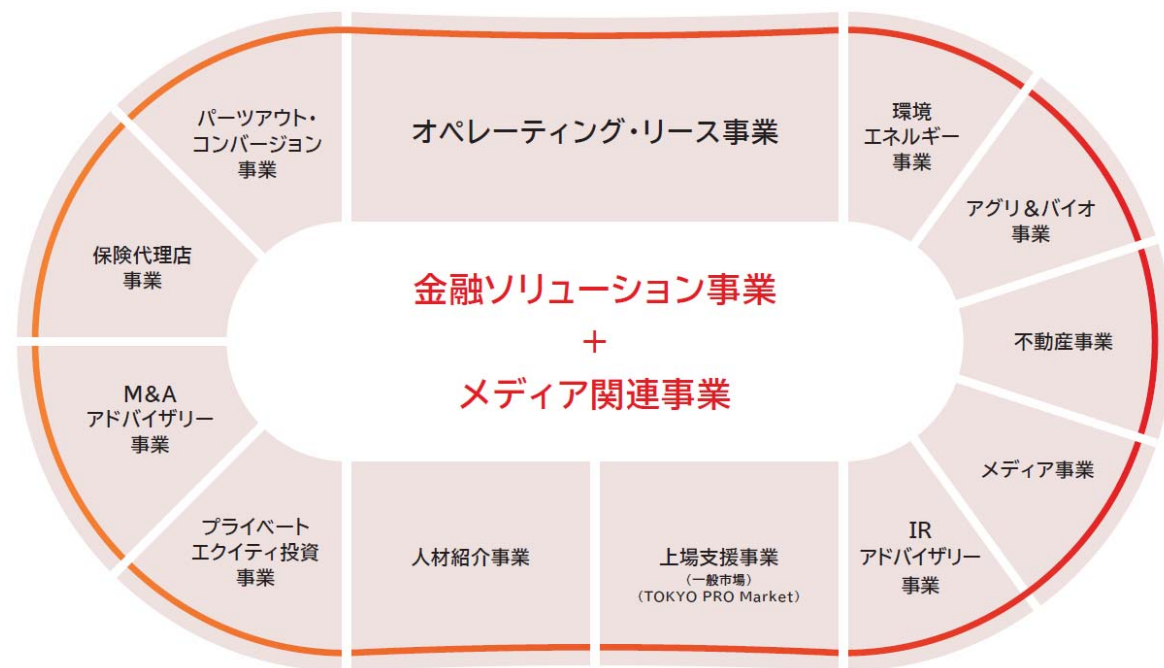 オペレーティング・リース事業
環境
エネルギー
事業
アグリ&バイオ
事業
不動産事業
メディア事業
IR
アドバイザリー
事業
上場支援事業
(一般市場)
(TOKYO PRO Market)
人材紹介事業
プライベート
エクイティ投資
事業
M&A
アドバイザリー
事業
保険代理店
事業
パーツアウト・
コンバージョン
事業
金融ソリューション事業
+
メディア関連事業